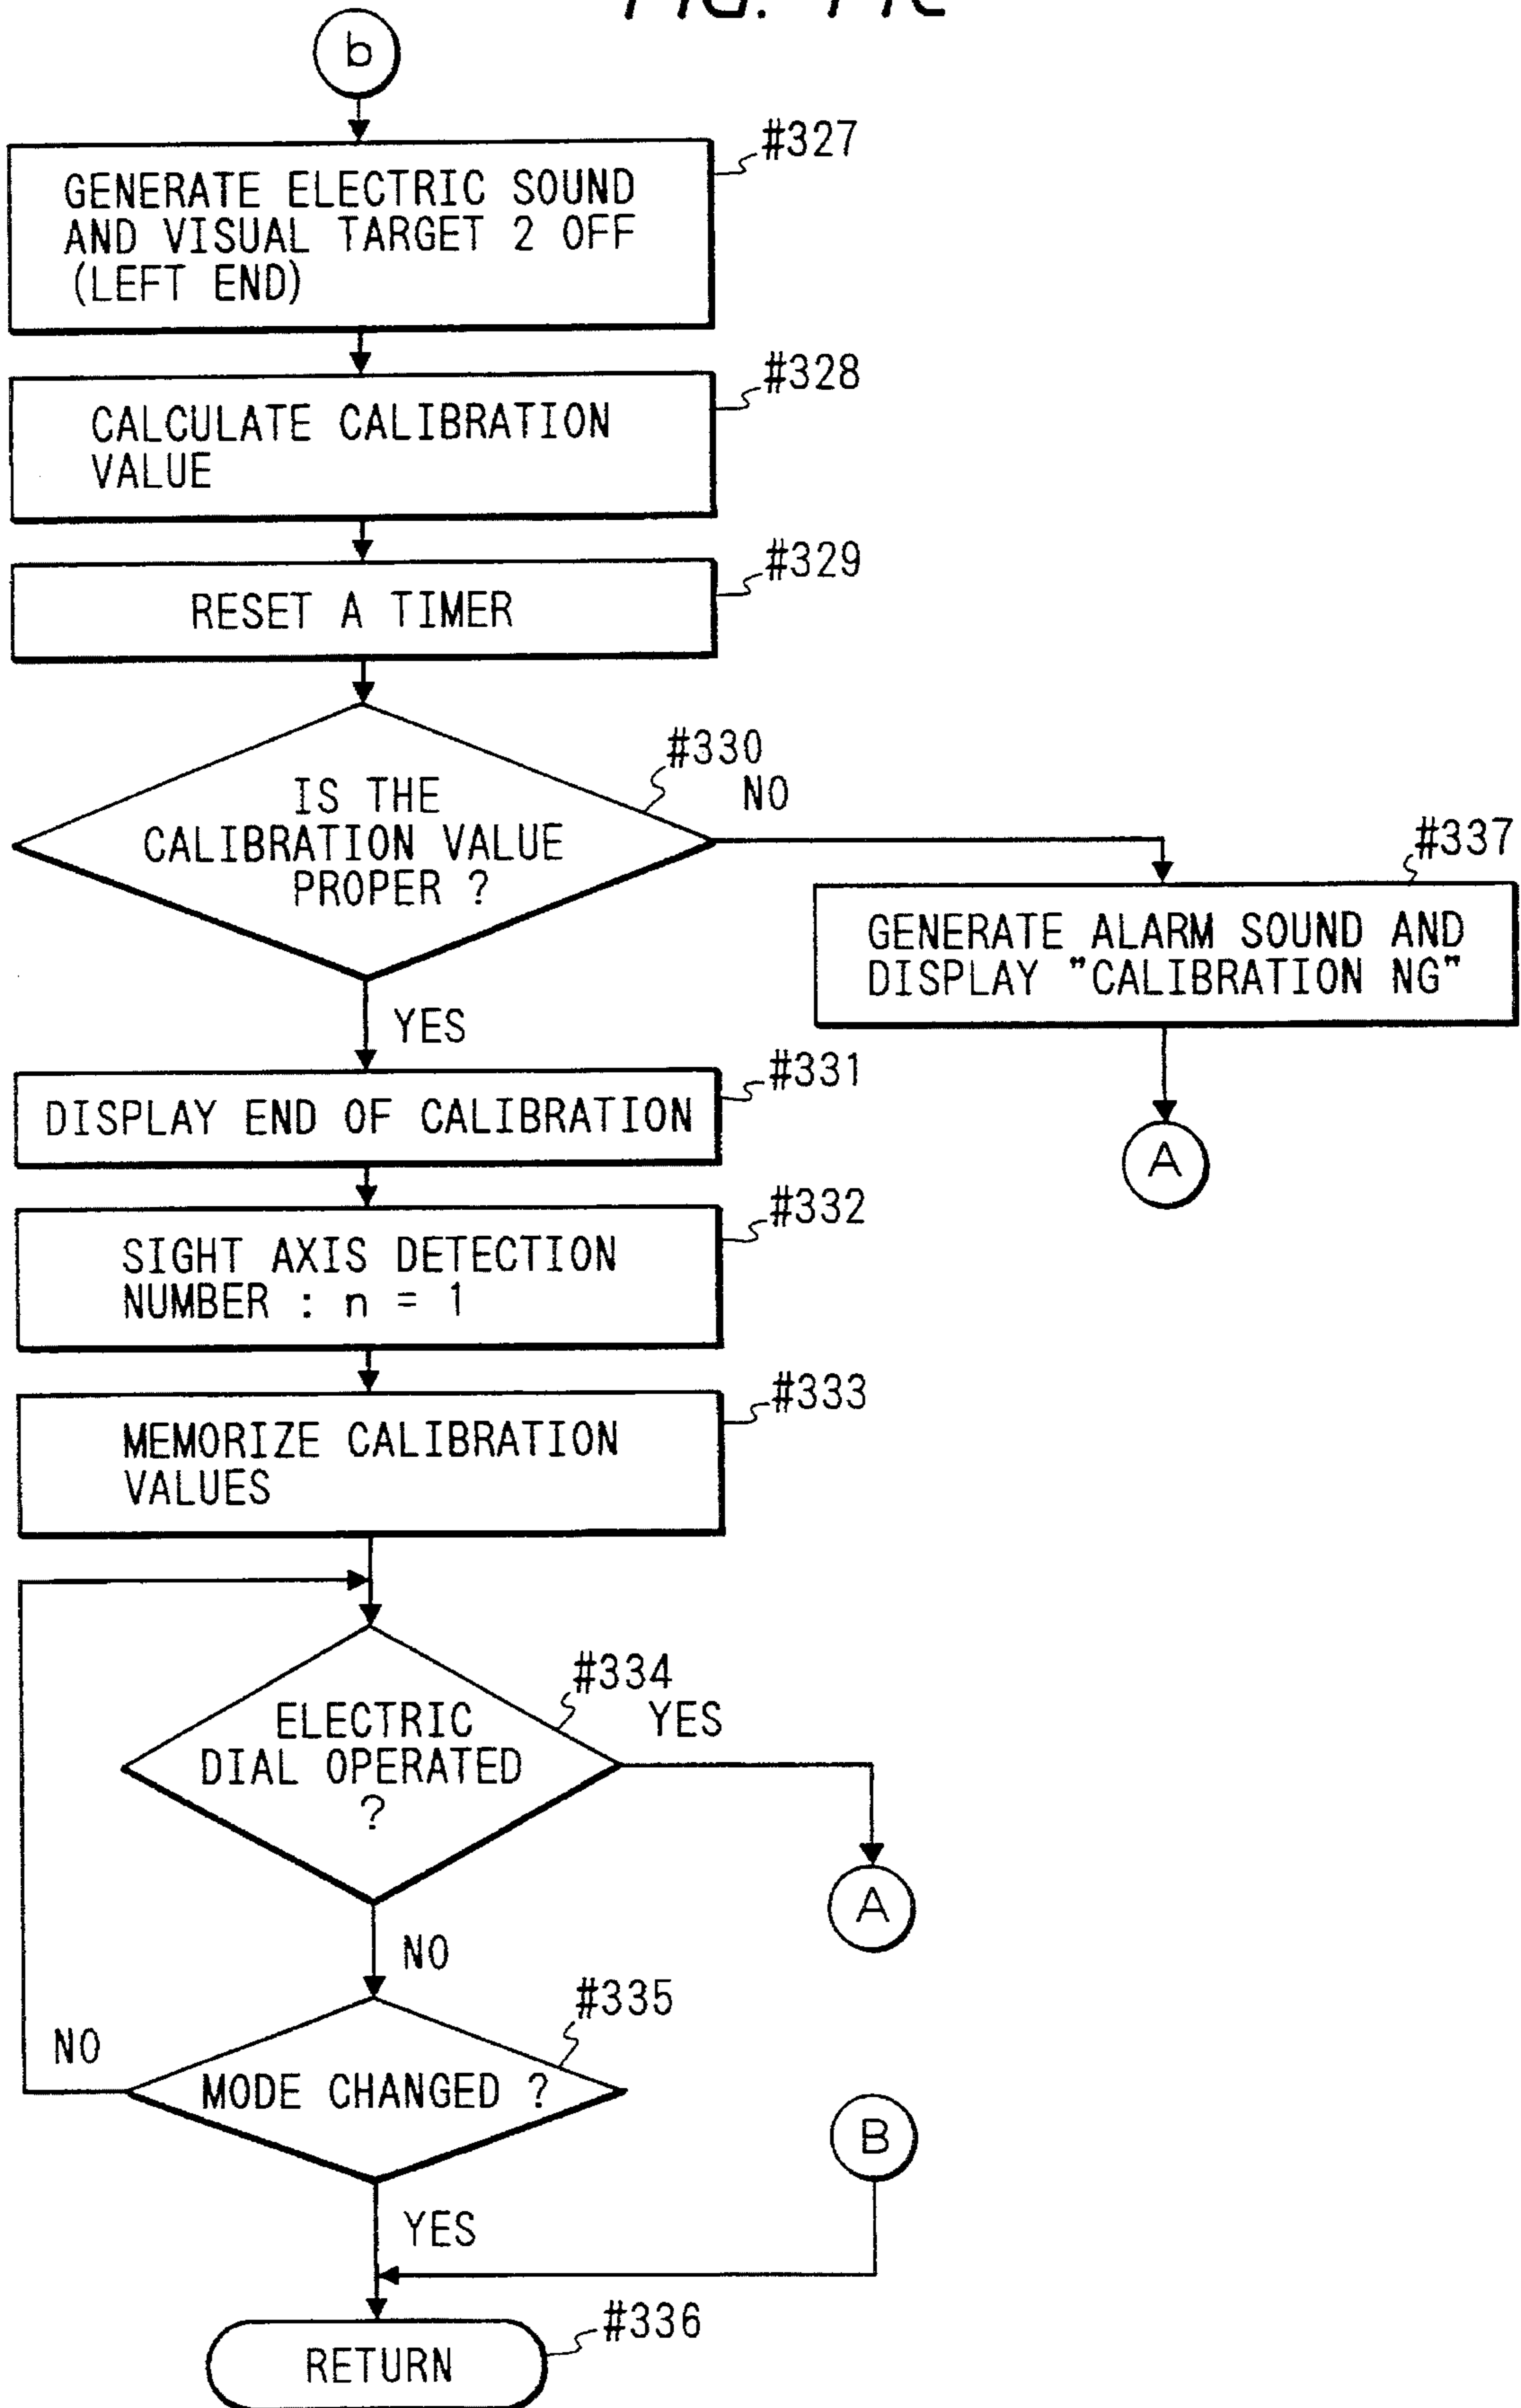 b
#327
GENERATE ELECTRIC SOUND
AND VISUAL TARGET 2 OFF
(LEFT END)
#328
CALCULATE CALIBRATION
VALUE
#329
RESET A TIMER
#330
NO
IS THE
CALIBRATION VALUE
PROPER ?
#337
GENERATE ALARM SOUND AND
DISPLAY "CALIBRATION NG"
A
YES
#331
DISPLAY END OF CALIBRATION
#332
SIGHT AXIS DETECTION
NUMBER : n = 1
#333
MEMORIZE CALIBRATION
VALUES
#334
YES
ELECTRIC
DIAL OPERATED
?
A
NO
#335
NO
MODE CHANGED ?
B
YES
#336
RETURN